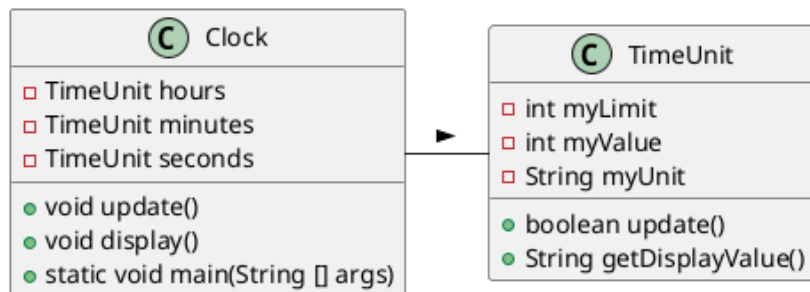 C Clock
TimeUnit hours
TimeUnit minutes
TimeUnit seconds
void update()
void display()
static void main(String [] args)
C TimeUnit
int myLimit
int myValue
String myUnit
boolean update()
String getDisplayValue()